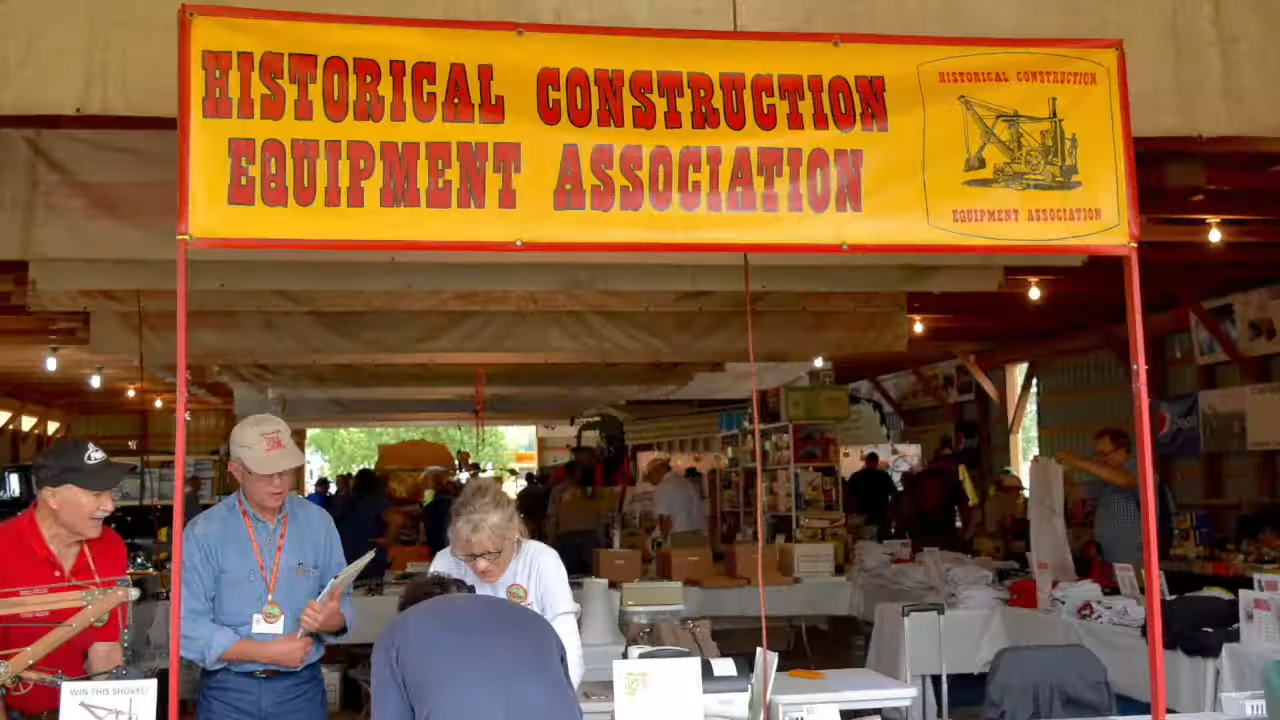 HISTORICAL CONSTRUCTION
EQUIPMENT ASSOCIATION
HISTORICAL CONSTRUCTION
EQUIPMENT ASSOCIATION
WIN THIS SHOVEL!